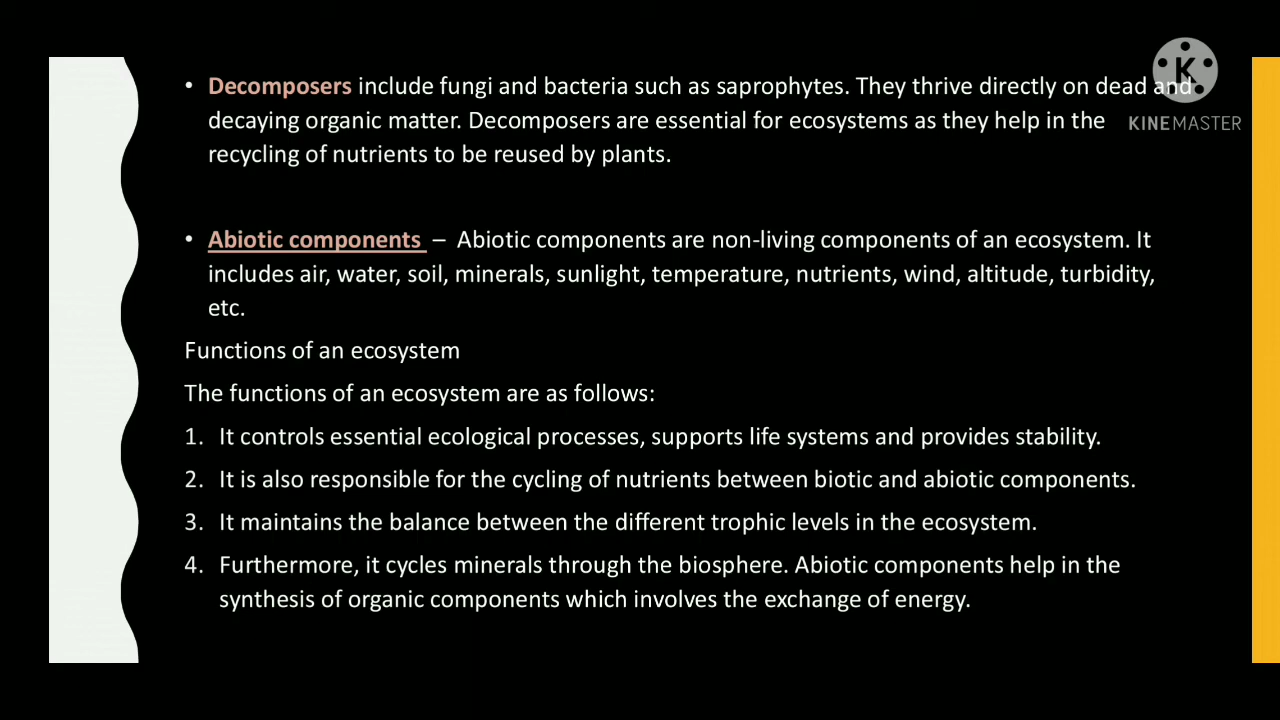 • Decomposers include fungi and bacteria such as saprophytes. They thrive directly on dead and
decaying organic matter. Decomposers are essential for ecosystems as they help in the
recycling of nutrients to be reused by plants.
K
KINEMASTER
• Abiotic components – Abiotic components are non-living components of an ecosystem. It
includes air, water, soil, minerals, sunlight, temperature, nutrients, wind, altitude, turbidity,
etc.
Functions of an ecosystem
The functions of an ecosystem are as follows:
1. It controls essential ecological processes, supports life systems and provides stability.
2. It is also responsible for the cycling of nutrients between biotic and abiotic components.
3. It maintains the balance between the different trophic levels in the ecosystem.
4. Furthermore, it cycles minerals through the biosphere. Abiotic components help in the
synthesis of organic components which involves the exchange of energy.